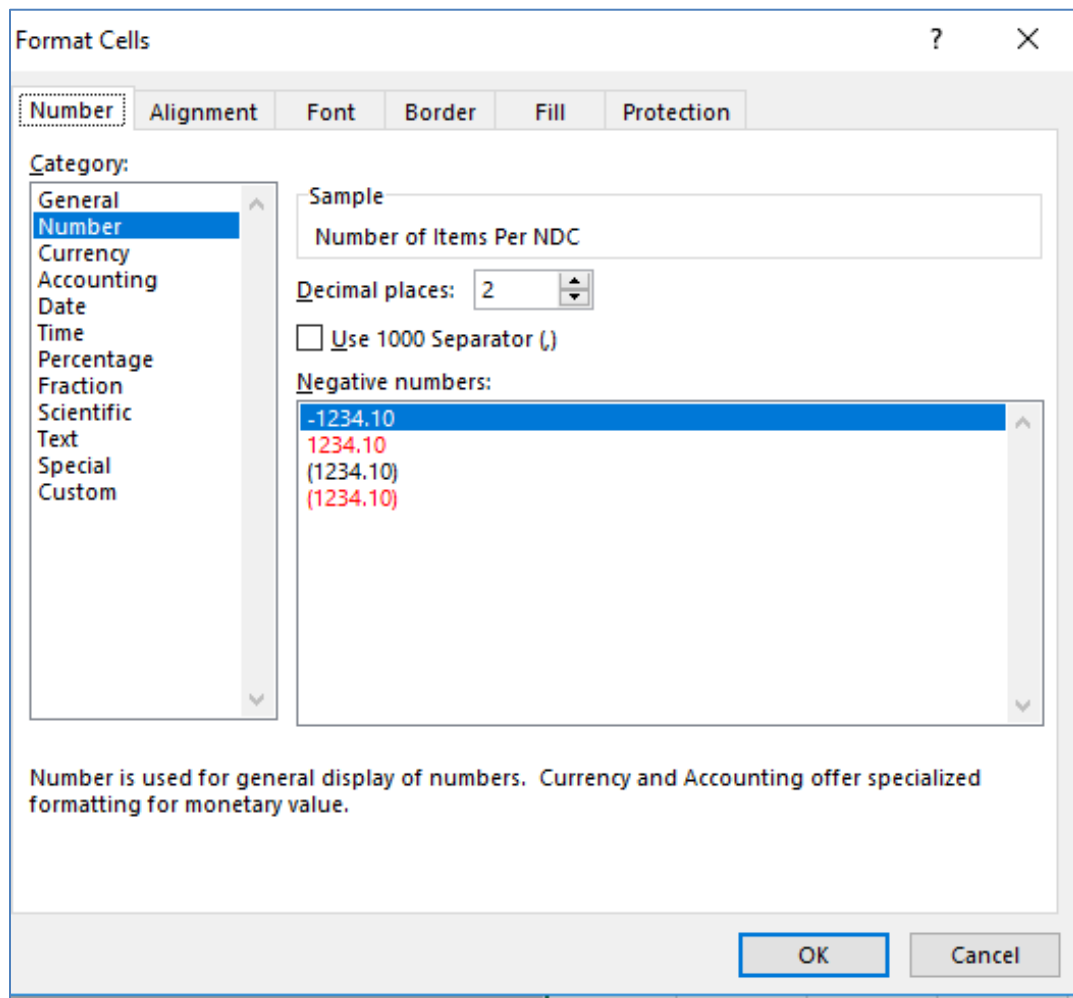 Format Cells
?
Number Alignment Font Border Fill Protection
Category:
General
Number
Currency
Accounting
Date
Time
Percentage
Fraction
Scientific
Text
Special
Custom
Sample
Number of Items Per NDC
Decimal places: 2
Use 1000 Separator (,)
Negative numbers:
-1234.10
1234.10
(1234.10)
(1234.10)
Number is used for general display of numbers.  Currency and Accounting offer specialized
formatting for monetary value.
OK Cancel